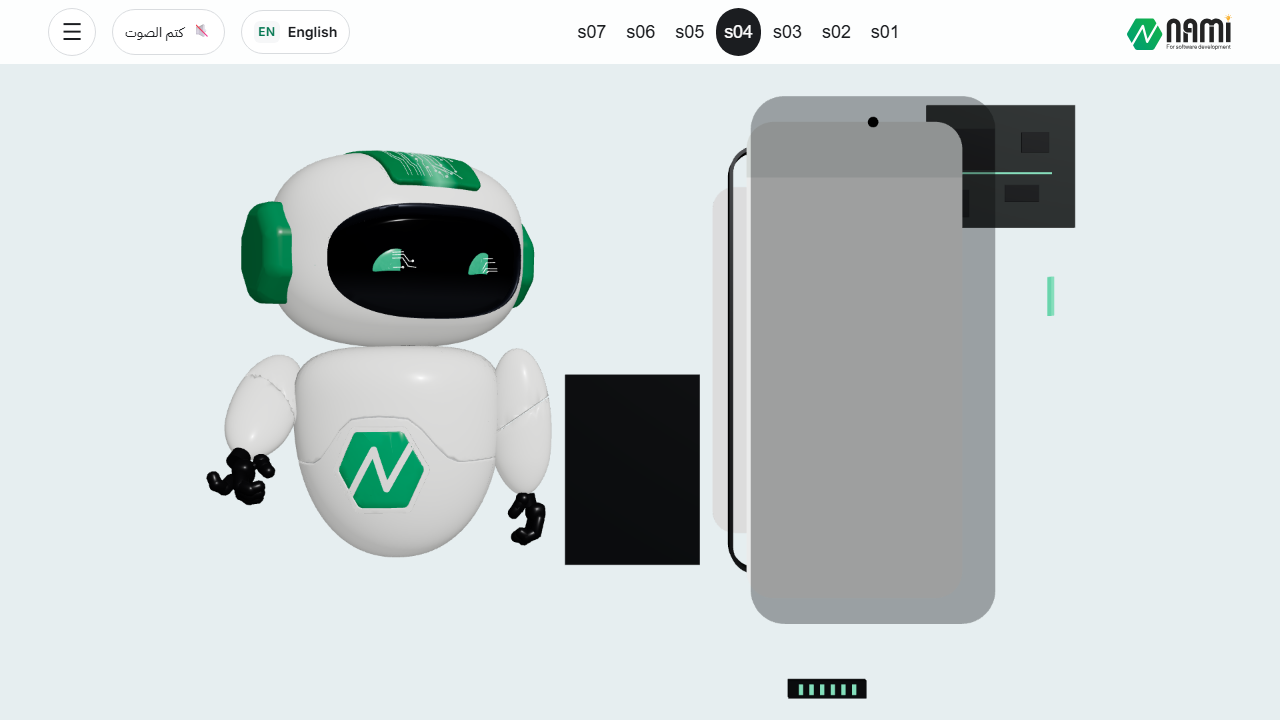 nami
For software development
s01
s02
s03
s04
s05
s06
s07
EN English
كتم الصوت